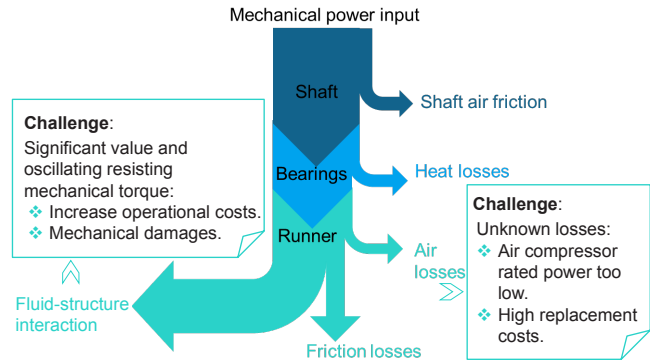 Mechanical power input
Shaft
Shaft air friction
Challenge:
Significant value and
oscillating resisting
mechanical torque:
❖ Increase operational costs.
❖ Mechanical damages.
Bearings
Heat losses
Runner
Air
losses
Challenge:
Unknown losses:
❖ Air compressor
rated power too
low.
❖ High replacement
costs.
Fluid-structure
interaction
Friction losses